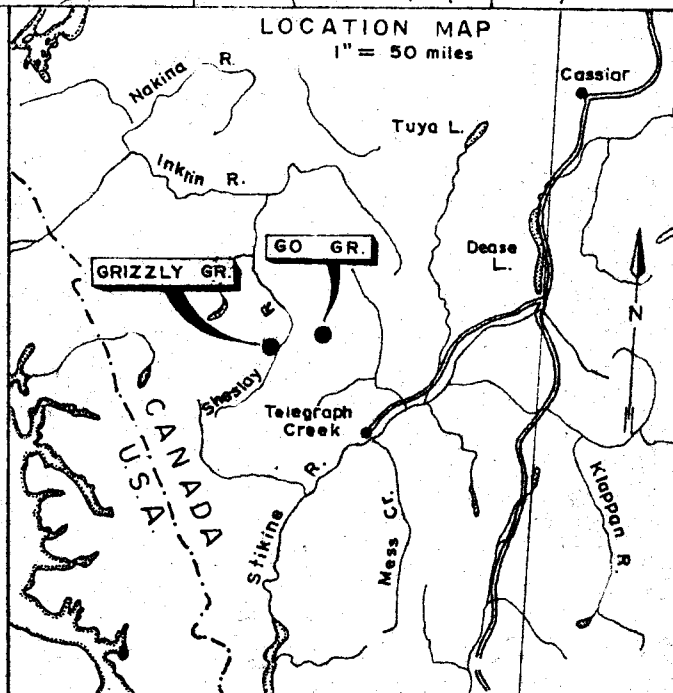 LOCATION MAP
1" = 50 miles
Nakina R.
Cassiar
Tuya L.
Inklin R.
GO GR.
Dease
L.
GRIZZLY GR.
N
Sheslay R
CANADA
U.S.A.
Telegraph
Creek
Stikine R.
Mess Cr.
Klappan R.